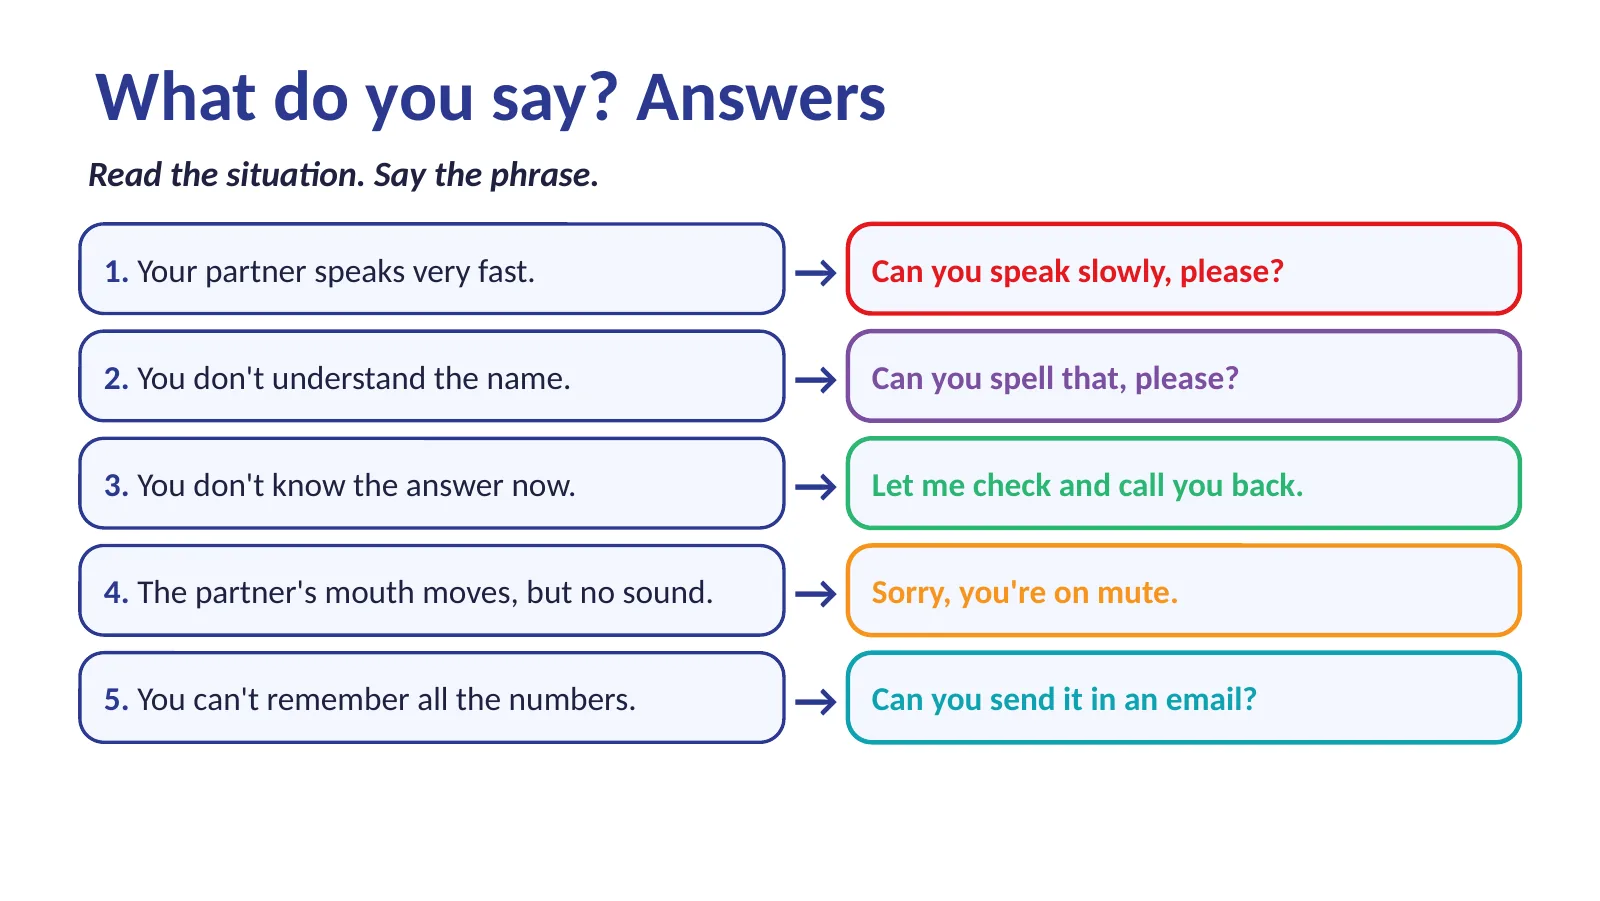 What do you say? Answers
Read the situation. Say the phrase.
1. Your partner speaks very fast. → Can you speak slowly, please?
2. You don't understand the name. → Can you spell that, please?
3. You don't know the answer now. → Let me check and call you back.
4. The partner's mouth moves, but no sound. → Sorry, you're on mute.
5. You can't remember all the numbers. → Can you send it in an email?